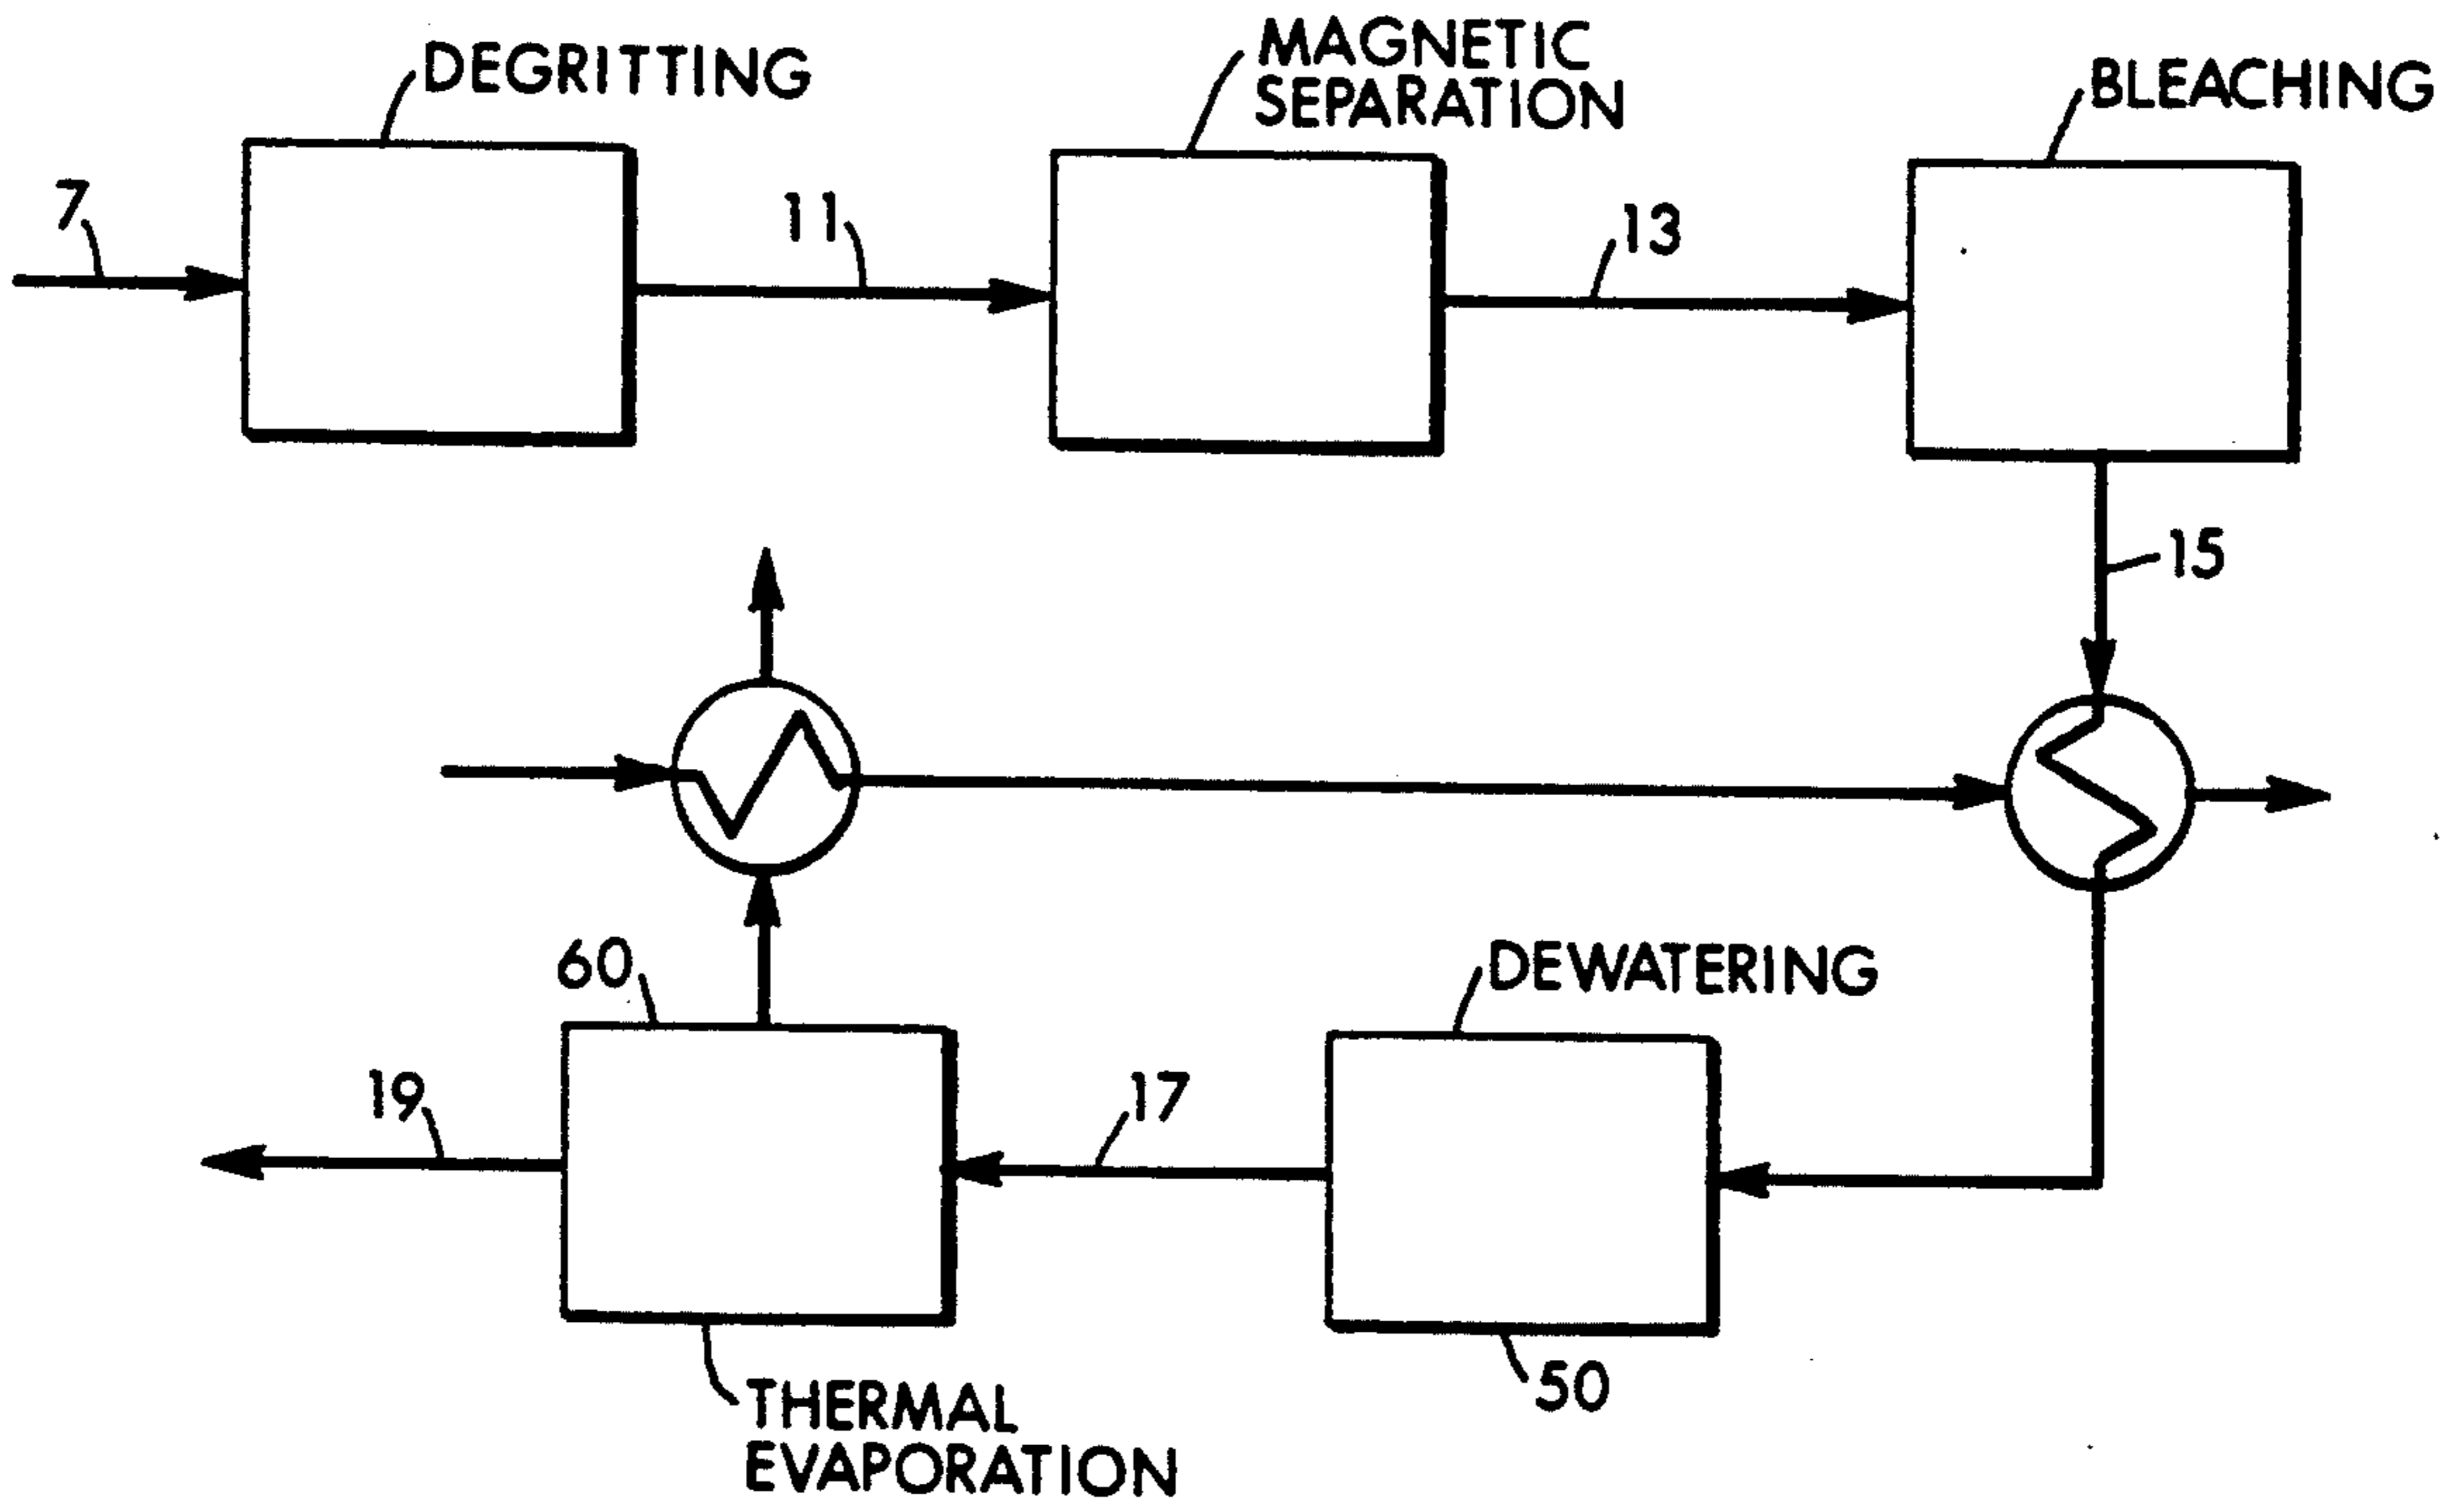 DEGRITTING
MAGNETIC
SEPARATION
BLEACHING
7
11
13
15
60
DEWATERING
19
17
50
THERMAL
EVAPORATION